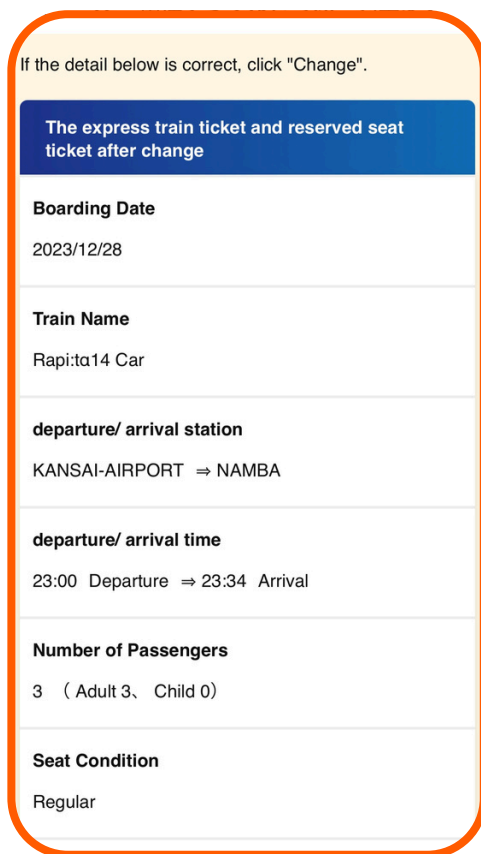 If the detail below is correct, click "Change".
The express train ticket and reserved seat
ticket after change
Boarding Date
2023/12/28
Train Name
Rapi:tα14 Car
departure/ arrival station
KANSAI-AIRPORT ⇒ NAMBA
departure/ arrival time
23:00 Departure ⇒ 23:34 Arrival
Number of Passengers
3 （ Adult 3、 Child 0）
Seat Condition
Regular